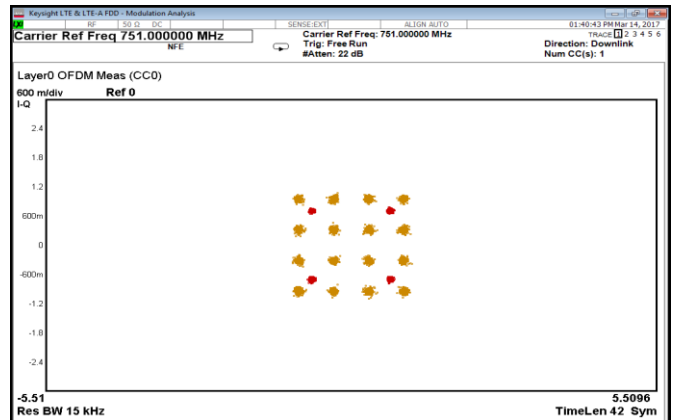 Keysight LTE & LTE-A FDD - Modulation Analysis
LXI RF 50 Ω DC SENSE:EXT ALIGN AUTO 01:40:43 PM Mar 14, 2017
Carrier Ref Freq 751.000000 MHz Carrier Ref Freq: 751.000000 MHz TRACE 1 2 3 4 5 6
NFE Trig: Free Run Direction: Downlink
#Atten: 22 dB Num CC(s): 1
Layer0 OFDM Meas (CC0)
600 m/div Ref 0
I-Q
2.4
1.8
1.2
600m
0
-600m
-1.2
-1.8
-2.4
-5.51 5.5096
Res BW 15 kHz TimeLen 42 Sym